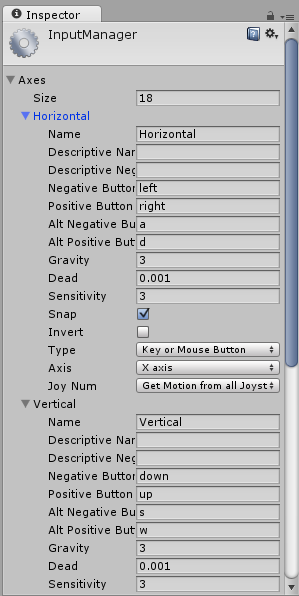 Inspector
InputManager
Axes
Size 18
Horizontal
Name Horizontal
Descriptive Nar
Descriptive Neg
Negative Button left
Positive Button right
Alt Negative Bu a
Alt Positive But d
Gravity 3
Dead 0.001
Sensitivity 3
Snap
Invert
Type Key or Mouse Button
Axis X axis
Joy Num Get Motion from all Joyst
Vertical
Name Vertical
Descriptive Nar
Descriptive Neg
Negative Button down
Positive Button up
Alt Negative Bu s
Alt Positive But w
Gravity 3
Dead 0.001
Sensitivity 3